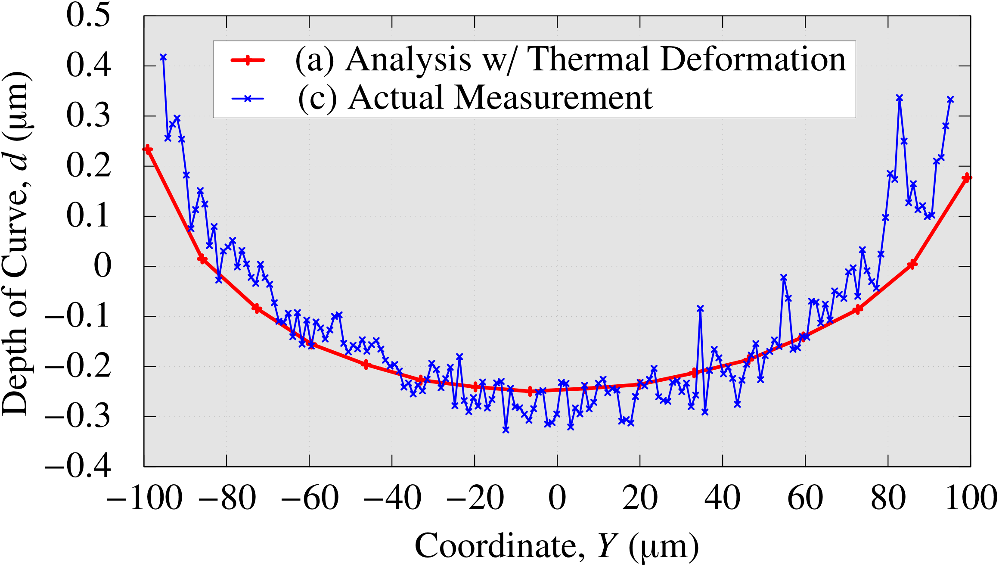 0.5
0.4
0.3
0.2
0.1
0
−0.1
−0.2
−0.3
−0.4
Depth of Curve, d (μm)
(a) Analysis w/ Thermal Deformation
(c) Actual Measurement
−100 −80 −60 −40 −20 0 20 40 60 80 100
Coordinate, Y (μm)